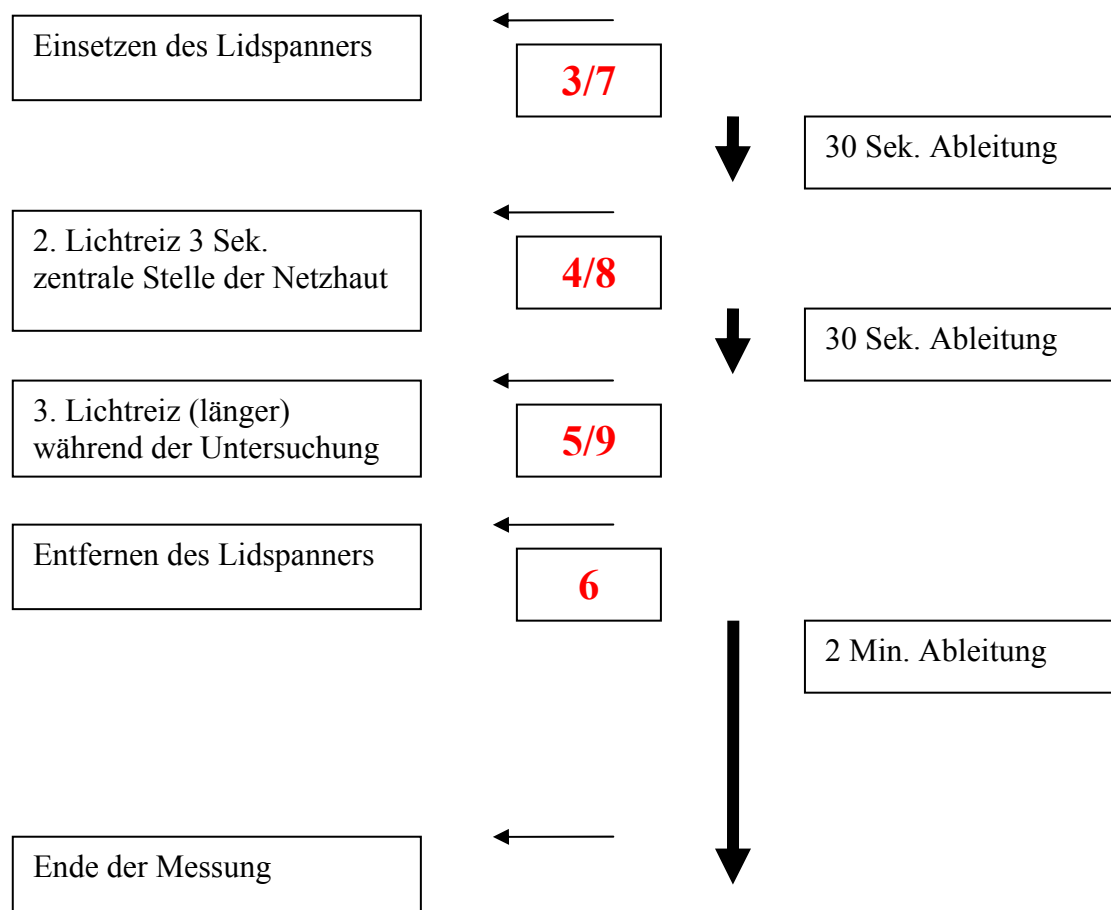 Einsetzen des Lidspanners
3/7
30 Sek. Ableitung
2. Lichtreiz 3 Sek.
zentrale Stelle der Netzhaut
4/8
30 Sek. Ableitung
3. Lichtreiz (länger)
während der Untersuchung
5/9
Entfernen des Lidspanners
6
2 Min. Ableitung
Ende der Messung